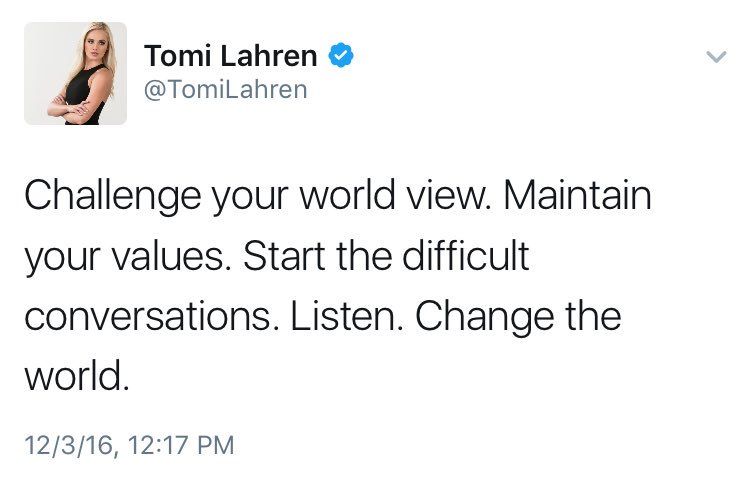 Tomi Lahren
@TomiLahren
Challenge your world view. Maintain
your values. Start the difficult
conversations. Listen. Change the
world.
12/3/16, 12:17 PM